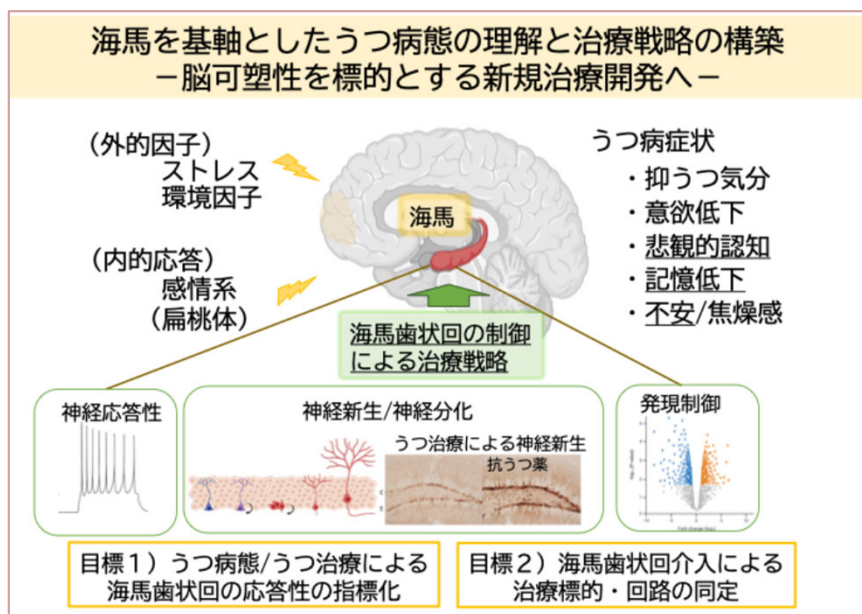 海馬を基軸としたうつ病態の理解と治療戦略の構築
－脳可塑性を標的とする新規治療開発へ－
（外的因子）
ストレス
環境因子
（内的応答）
感情系
（扁桃体）
海馬
うつ病症状
・抑うつ気分
・意欲低下
・悲観的認知
・記憶低下
・不安/焦燥感
海馬歯状回の制御
による治療戦略
神経応答性
神経新生/神経分化
うつ治療による神経新生
抗うつ薬
発現制御
目標１）うつ病態/うつ治療による
海馬歯状回の応答性の指標化
目標２）海馬歯状回介入による
治療標的・回路の同定